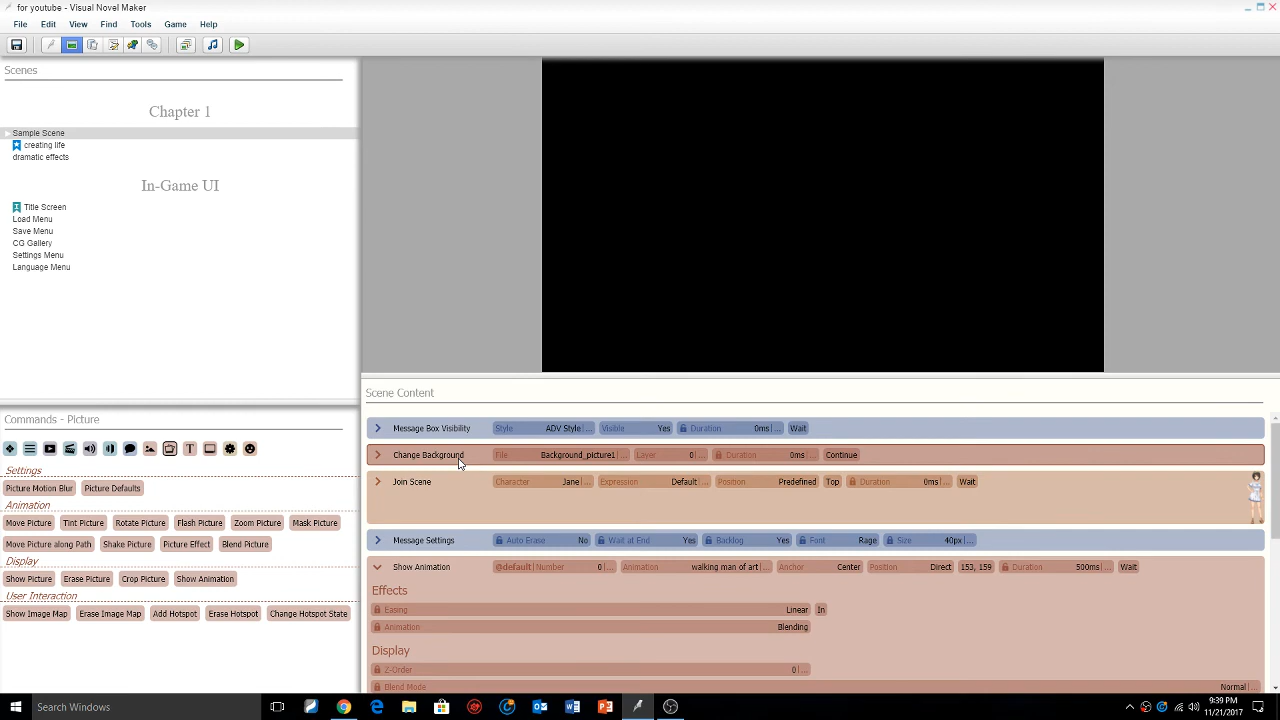 for youtube - Visual Novel Maker
File Edit View Find Tools Game Help
Scenes
Chapter 1
Sample Scene
creating life
dramatic effects
In-Game UI
Title Screen
Load Menu
Save Menu
CG Gallery
Settings Menu
Language Menu
Commands - Picture
Settings
Picture Motion Blur Picture Defaults
Animation
Move Picture Tint Picture Rotate Picture Flash Picture Zoom Picture Mask Picture
Move Picture along Path Shake Picture Picture Effect Blend Picture
Display
Show Picture Erase Picture Crop Picture Show Animation
User Interaction
Show Image Map Erase Image Map Add Hotspot Erase Hotspot Change Hotspot State
Scene Content
Message Box Visibility Style ADV Style ... Visible Yes Duration 0ms ... Wait
Change Background File Background_picture1 ... Layer 0 ... Duration 0ms ... Continue
Join Scene Character Jane ... Expression Default ... Position Predefined Top Duration 0ms ... Wait
Message Settings Auto Erase No Wait at End Yes Backlog Yes Font Rage Size 40px ...
Show Animation @default Number 0 ... Animation walking man of art ... Anchor Center Position Direct 153, 159 Duration 500ms ... Wait
Effects
Easing Linear In
Animation Blending
Display
Z-Order 0 ...
Blend Mode Normal ...
Search Windows
9:39 PM
11/21/2017